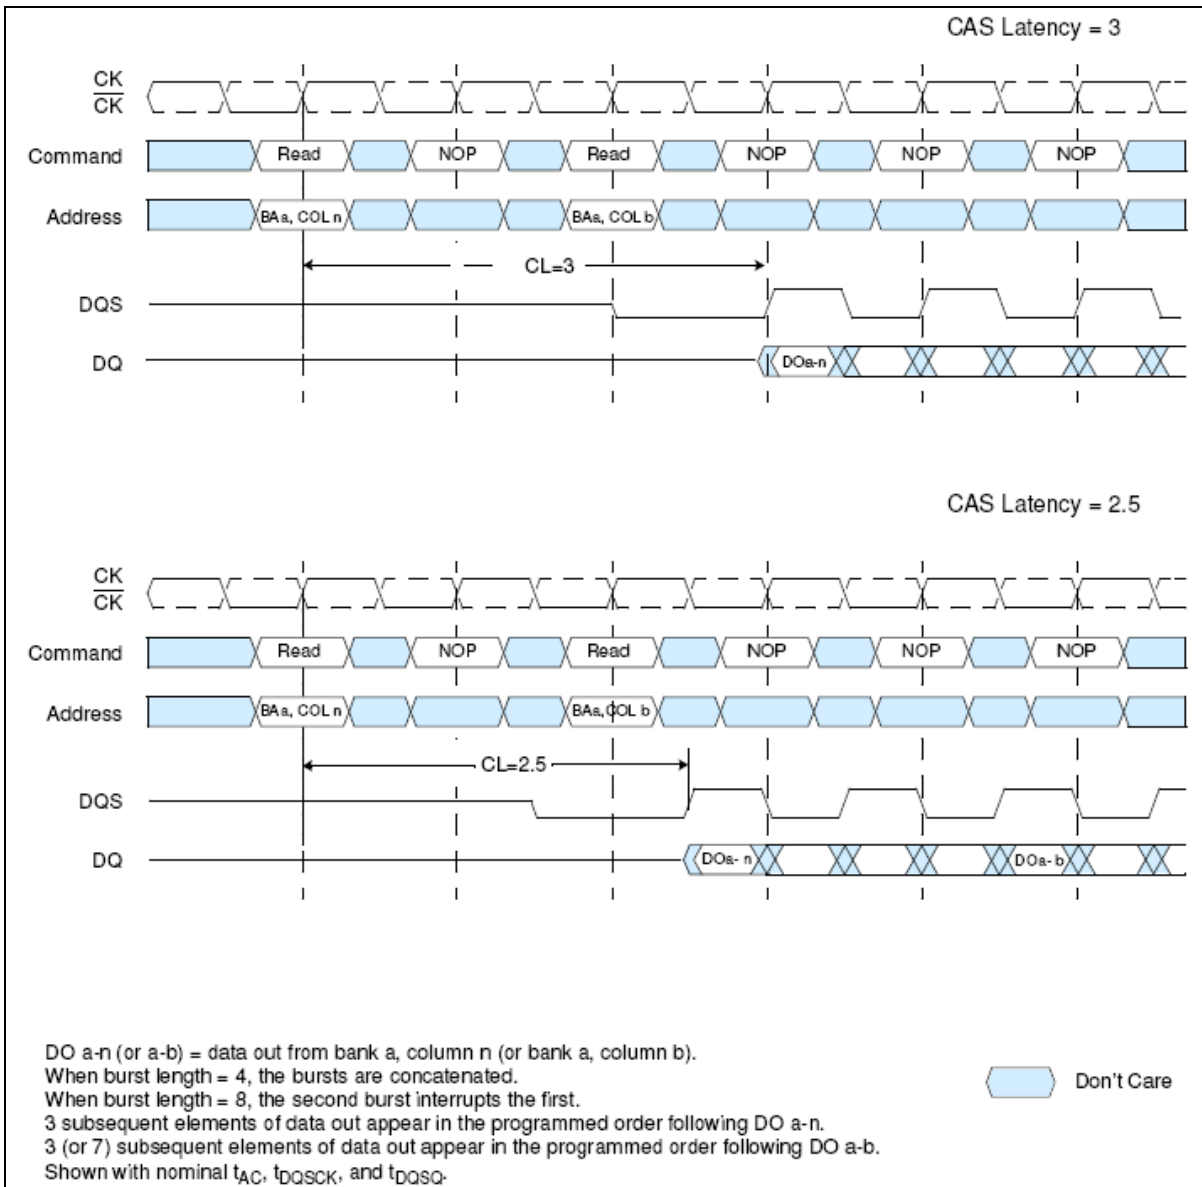 CAS Latency = 3
CK
CK
Command
Read
NOP
Read
NOP
NOP
NOP
Address
BAa, COL n
BAa, COL b
CL=3
DQS
DQ
DOa-n
CAS Latency = 2.5
CK
CK
Command
Read
NOP
Read
NOP
NOP
NOP
Address
BAa, COL n
BAa, COL b
CL=2.5
DQS
DQ
DOa- n
DOa- b
DO a-n (or a-b) = data out from bank a, column n (or bank a, column b).
When burst length = 4, the bursts are concatenated.
When burst length = 8, the second burst interrupts the first.
3 subsequent elements of data out appear in the programmed order following DO a-n.
3 (or 7) subsequent elements of data out appear in the programmed order following DO a-b.
Shown with nominal tAC, tDQSCK, and tDQSQ.
Don't Care